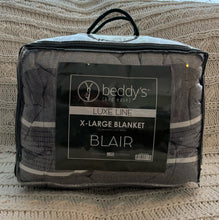 beddy's
LUXE LINE
X-LARGE BLANKET
BLAIR